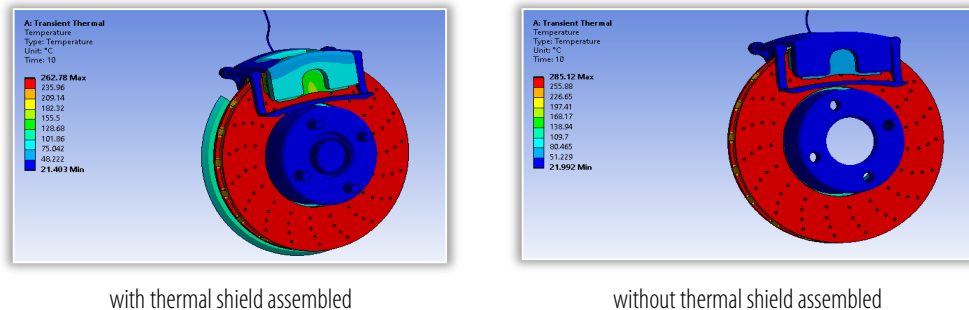 A: Transient Thermal
Temperature
Type: Temperature
Unit: °C
Time: 10
262.78 Max
235.96
209.14
182.32
155.5
128.68
101.86
75.042
48.222
21.403 Min
with thermal shield assembled
A: Transient Thermal
Temperature
Type: Temperature
Unit: °C
Time: 10
285.12 Max
255.88
226.65
197.41
168.17
138.94
109.7
80.465
51.229
21.992 Min
without thermal shield assembled